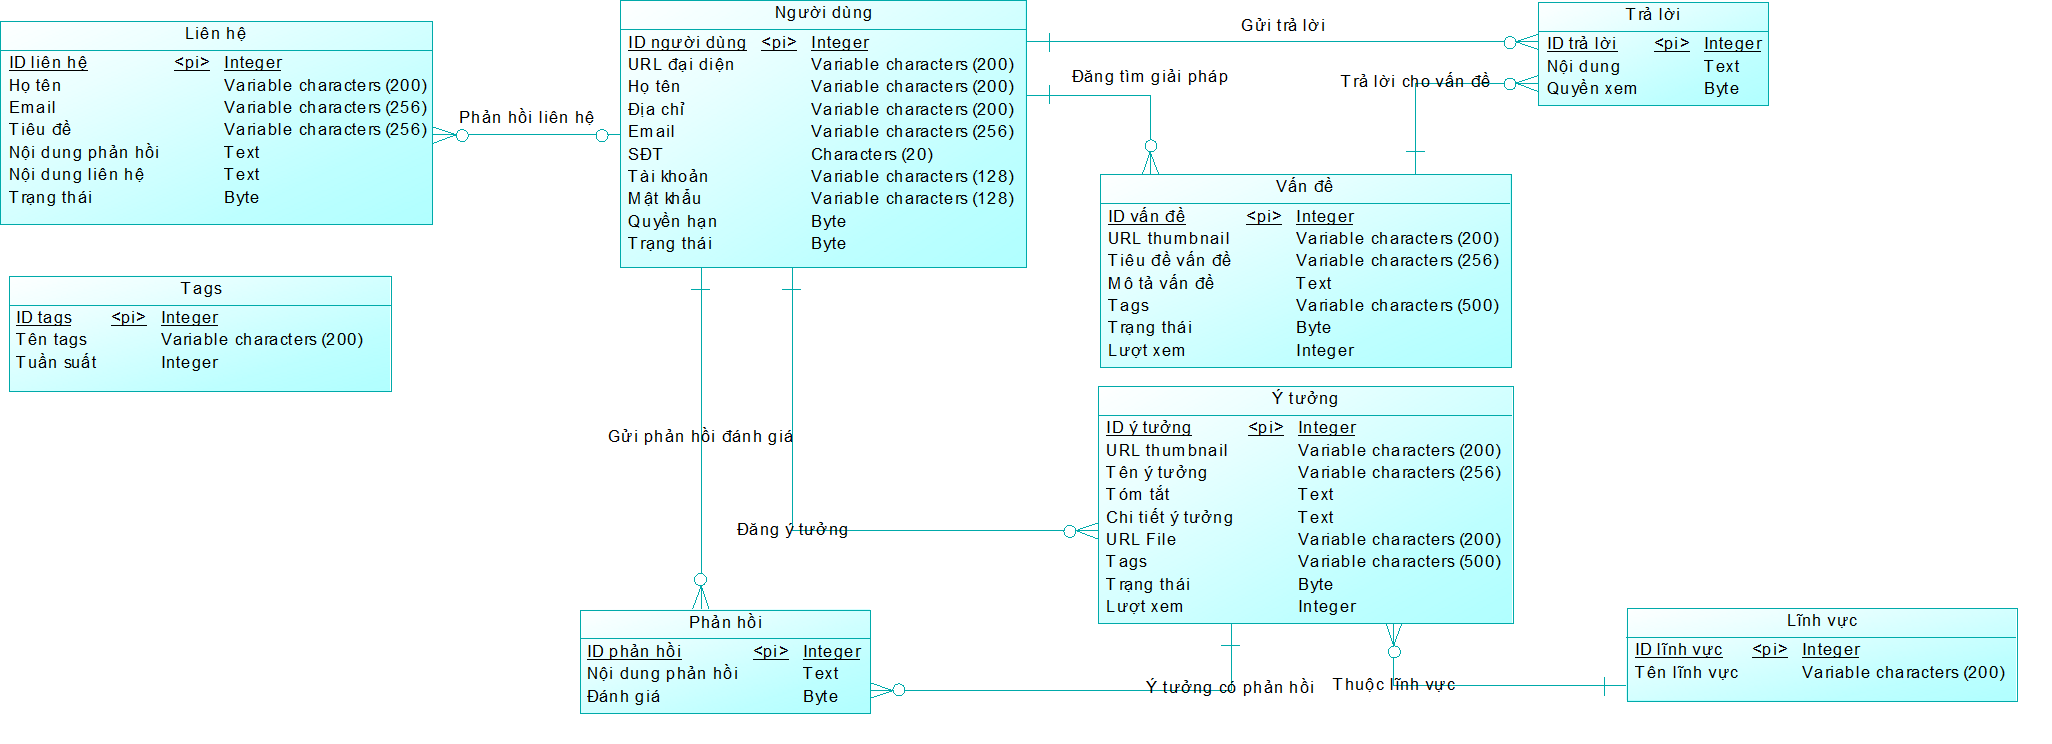 Liên hệ
ID liên hệ <pi> Integer
Họ tên Variable characters (200)
Email Variable characters (256)
Tiêu đề Variable characters (256)
Nội dung phản hồi Text
Nội dung liên hệ Text
Trạng thái Byte
Phản hồi liên hệ
Người dùng
ID người dùng <pi> Integer
URL đại diện Variable characters (200)
Họ tên Variable characters (200)
Địa chỉ Variable characters (200)
Email Variable characters (256)
SĐT Characters (20)
Tài khoản Variable characters (128)
Mật khẩu Variable characters (128)
Quyền hạn Byte
Trạng thái Byte
Gửi trả lời
Đăng tìm giải pháp
Trả lời cho vấn đề
Trả lời
ID trả lời <pi> Integer
Nội dung Text
Quyền xem Byte
Vấn đề
ID vấn đề <pi> Integer
URL thumbnail Variable characters (200)
Tiêu đề vấn đề Variable characters (256)
Mô tả vấn đề Text
Tags Variable characters (500)
Trạng thái Byte
Lượt xem Integer
Tags
ID tags <pi> Integer
Tên tags Variable characters (200)
Tuần suất Integer
Gửi phản hồi đánh giá
Đăng ý tưởng
Ý tưởng
ID ý tưởng <pi> Integer
URL thumbnail Variable characters (200)
Tên ý tưởng Variable characters (256)
Tóm tắt Text
Chi tiết ý tưởng Text
URL File Variable characters (200)
Tags Variable characters (500)
Trạng thái Byte
Lượt xem Integer
Phản hồi
ID phản hồi <pi> Integer
Nội dung phản hồi Text
Đánh giá Byte
Ý tưởng có phản hồi
Thuộc lĩnh vực
Lĩnh vực
ID lĩnh vực <pi> Integer
Tên lĩnh vực Variable characters (200)